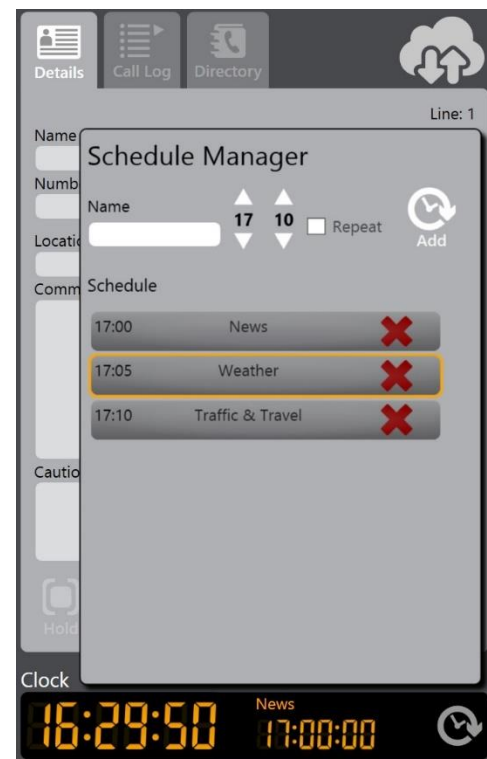 Details
Call Log
Directory
Line: 1
Name
Numb
Locatio
Comm
Cautio
Hold
Schedule Manager
Name
17
10
Repeat
Add
Schedule
17:00 News
17:05 Weather
17:10 Traffic & Travel
Clock
16:29:50
News
17:00:00